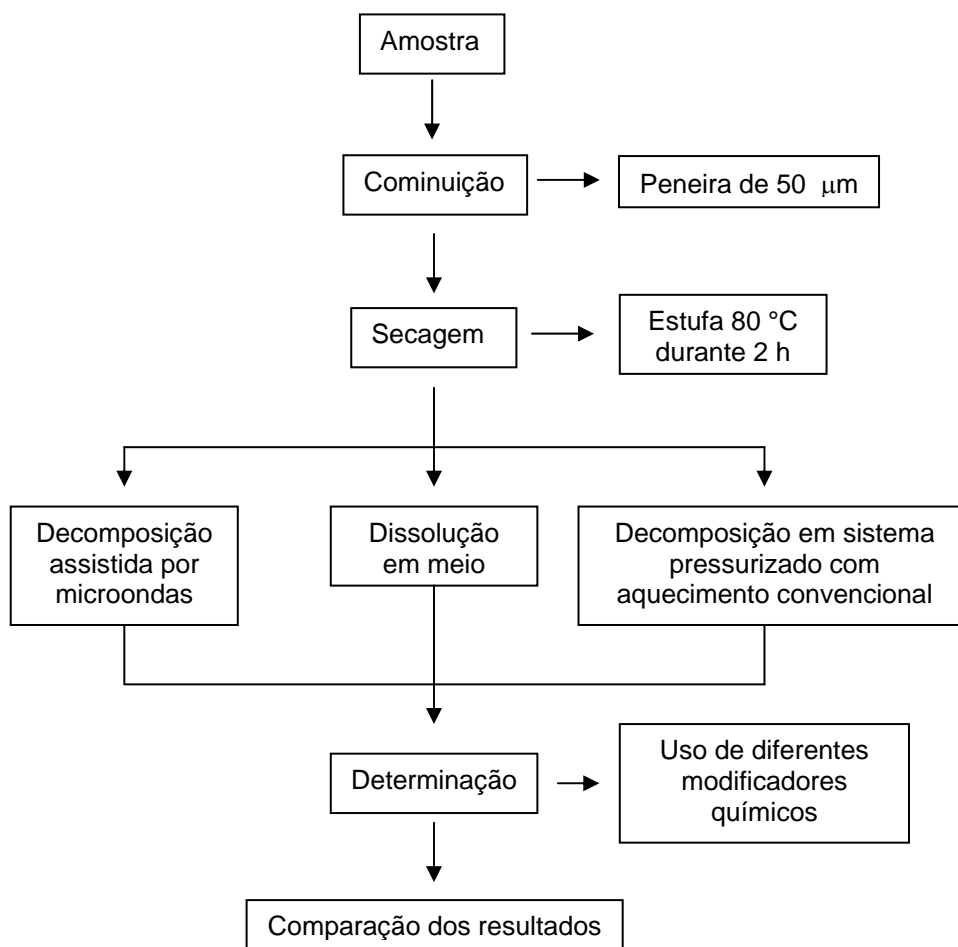 Amostra
Cominuição
Peneira de 50 μm
Secagem
Estufa 80 °C
durante 2 h
Decomposição
assistida por
microondas
Dissolução
em meio
Decomposição em sistema
pressurizado com
aquecimento convencional
Determinação
Uso de diferentes
modificadores
químicos
Comparação dos resultados